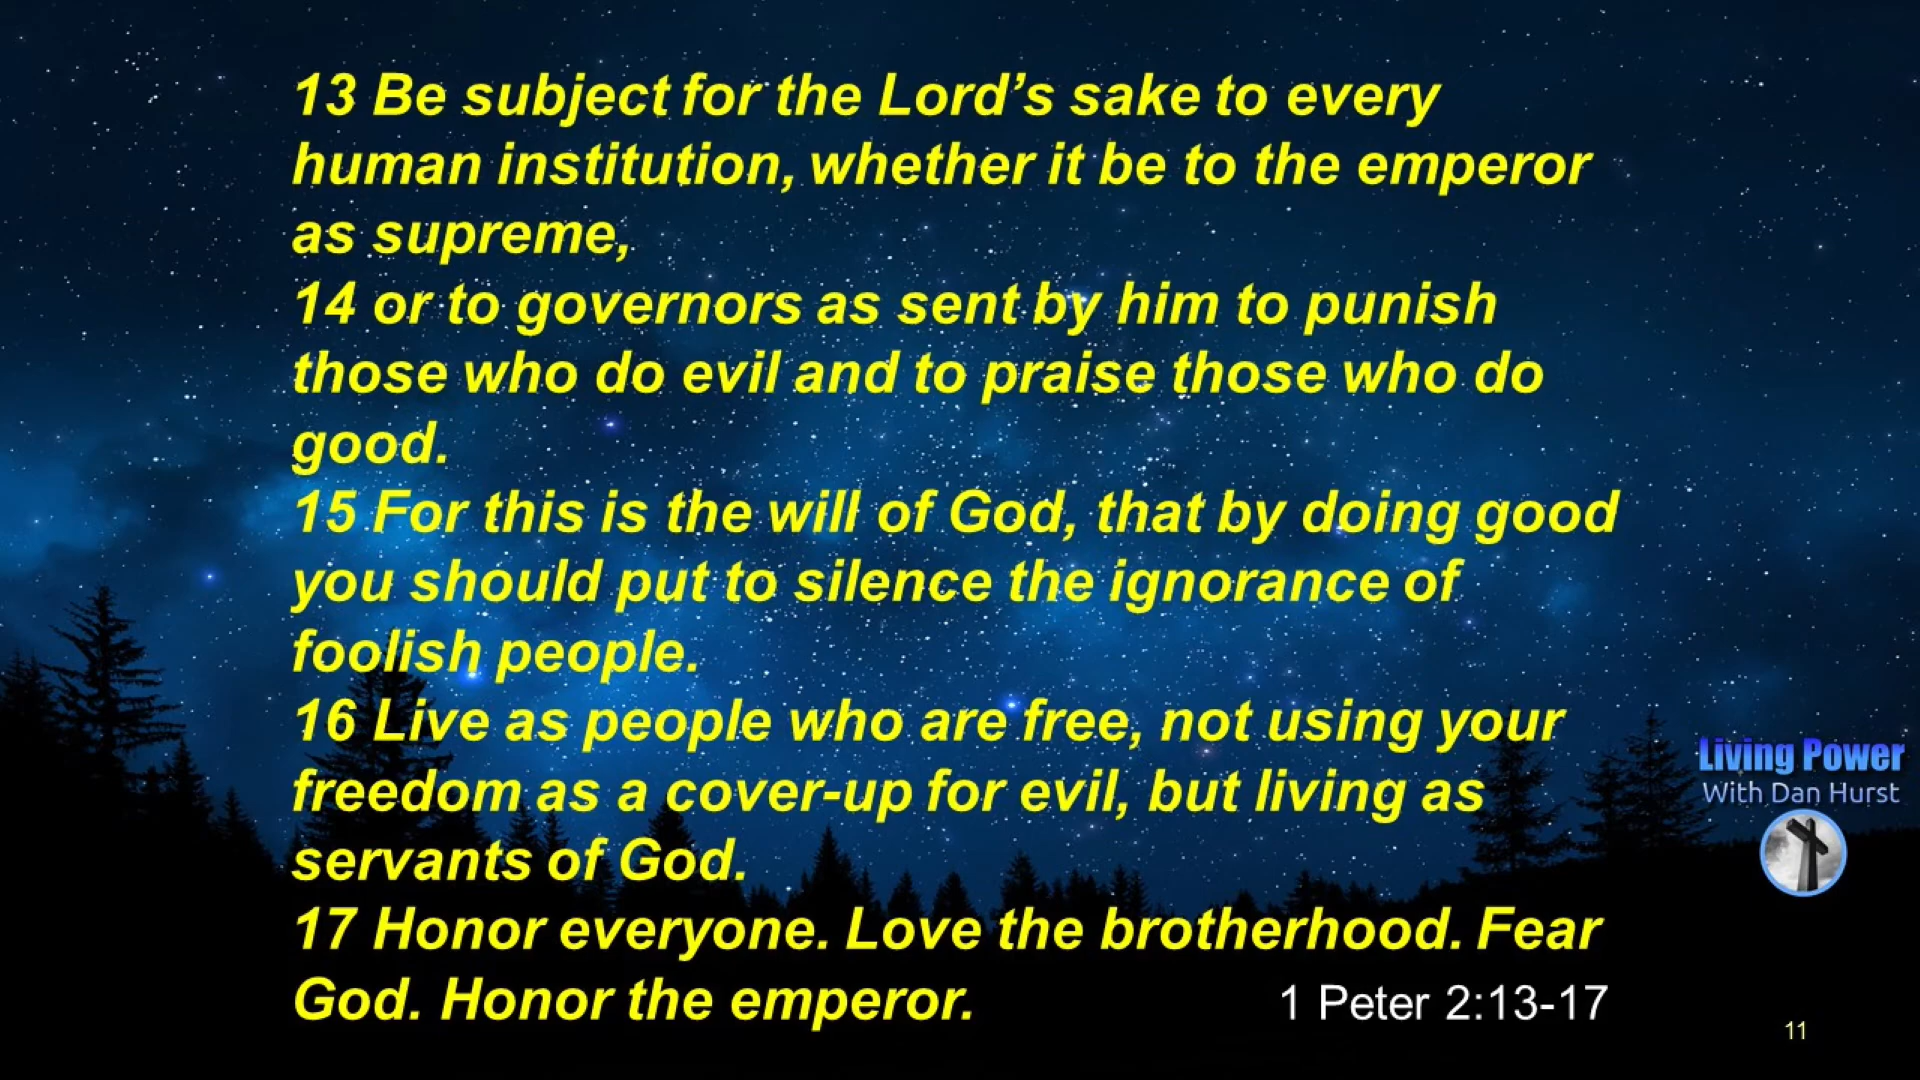 13 Be subject for the Lord’s sake to every
human institution, whether it be to the emperor
as supreme,
14 or to governors as sent by him to punish
those who do evil and to praise those who do
good.
15 For this is the will of God, that by doing good
you should put to silence the ignorance of
foolish people.
16 Live as people who are free, not using your
freedom as a cover-up for evil, but living as
servants of God.
17 Honor everyone. Love the brotherhood. Fear
God. Honor the emperor.
1 Peter 2:13-17
Living Power
With Dan Hurst
11